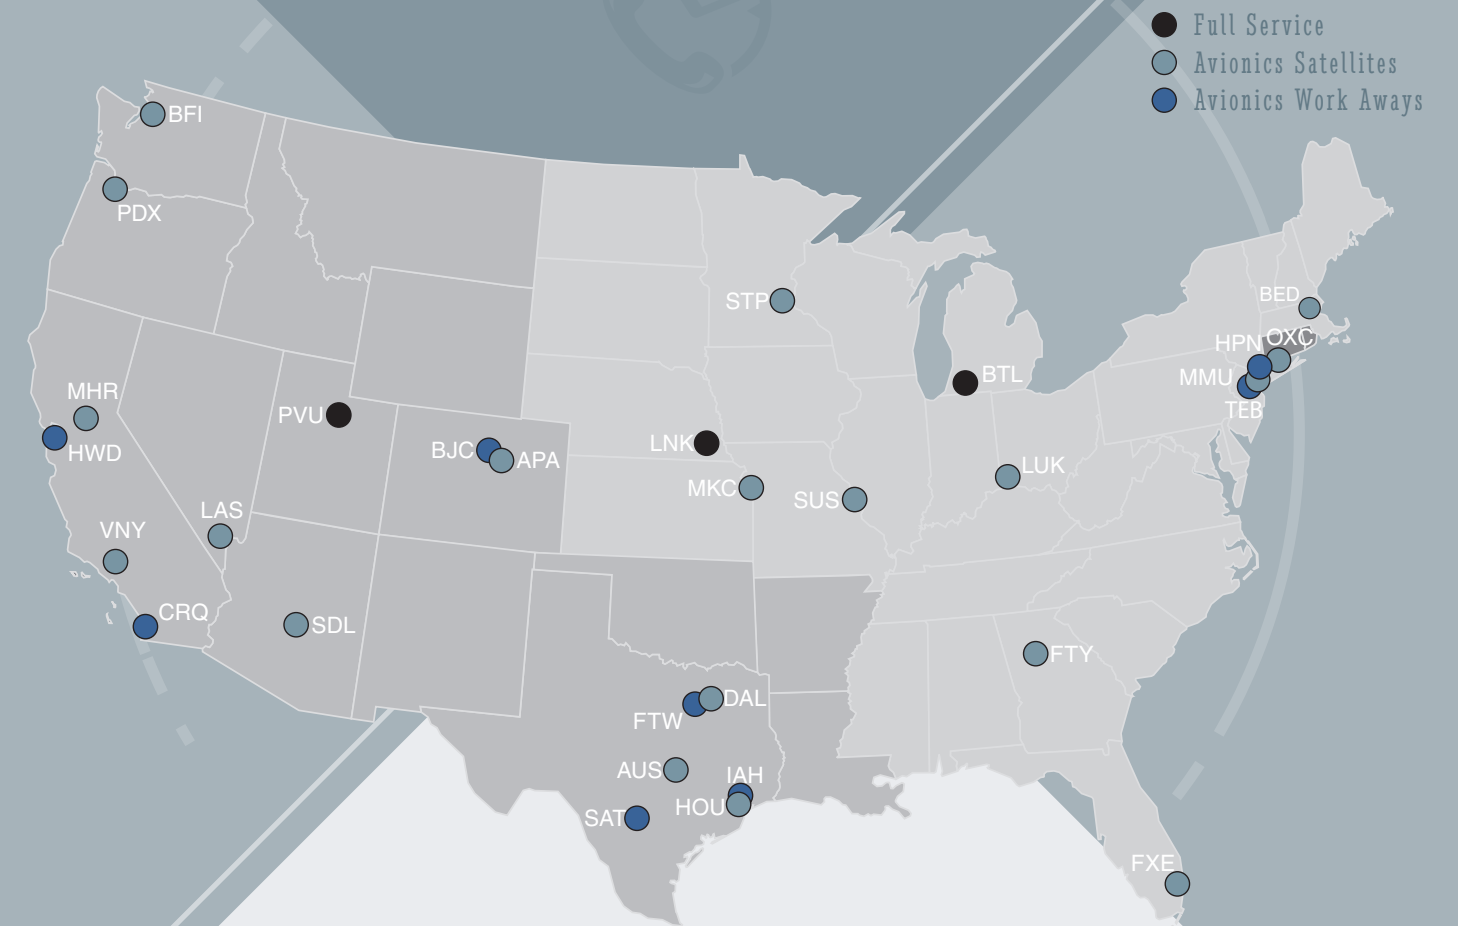 Full Service
Avionics Satellites
Avionics Work Aways
BFI
PDX
STP
BED
HPN
OXC
MMU
TEB
BTL
MHR
PVU
HWD
BJC
APA
LNK
LUK
MKC
SUS
LAS
VNY
CRQ
SDL
FTY
DAL
FTW
AUS
IAH
HOU
SAT
FXE